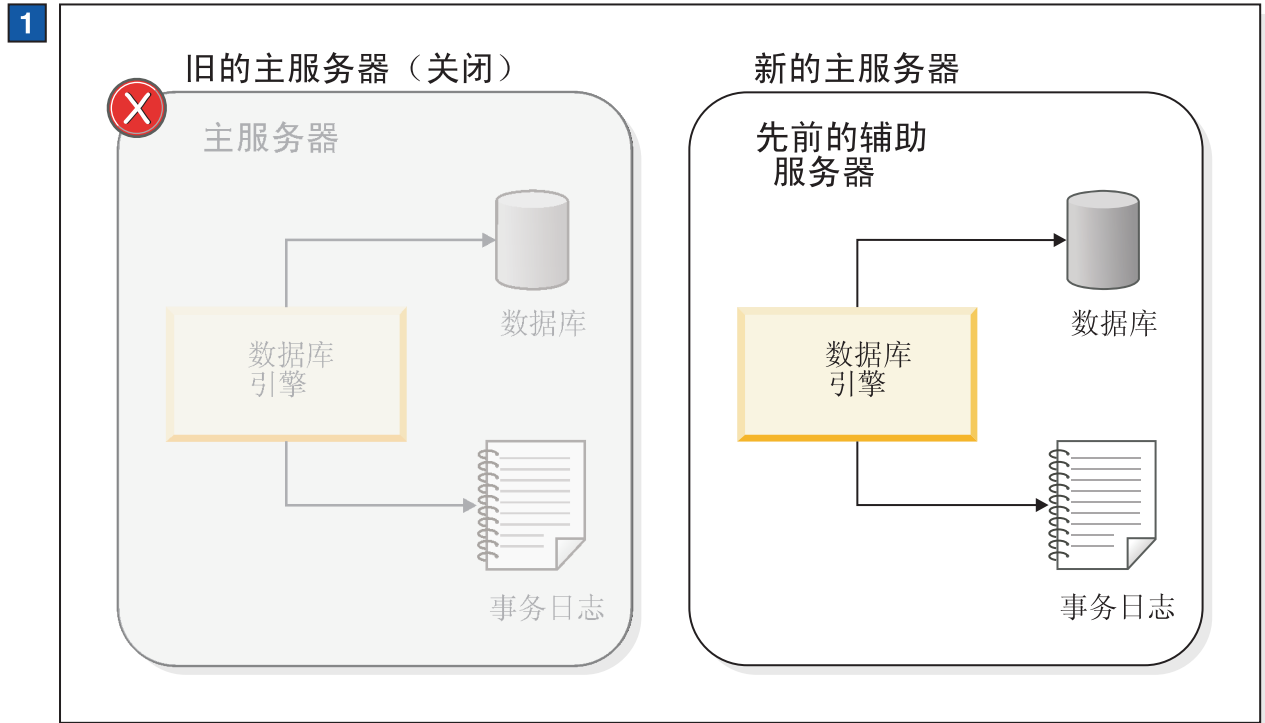 1
旧的主服务器（关闭）
主服务器
数据库
数据库
引擎
事务日志
新的主服务器
先前的辅助
服务器
数据库
数据库
引擎
事务日志